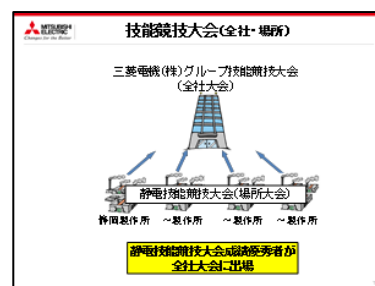 MITSUBISHI ELECTRIC
Changes for the Better
技能競技大会(全社・場所)
三菱電機(株)グループ技能競技大会
(全社大会)
静電技能競技大会(場所大会)
静岡製作所 ～製作所 ～製作所 ～製作所
静電技能競技大会成績優秀者が
全社大会に出場